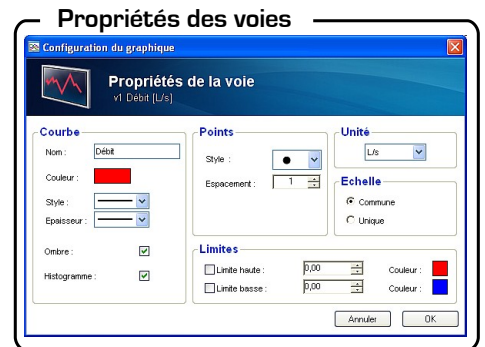 Propriétés des voies
Configuration du graphique
Propriétés de la voie
v1 Débit [L/s]
Courbe
Nom : Débit
Couleur :
Style :
Epaisseur :
Ombre :
Histogramme :
Points
Style :
Espacement : 1
Unité
L/s
Echelle
Commune
Unique
Limites
Limite haute : 0,00 Couleur :
Limite basse : 0,00 Couleur :
Annuler OK